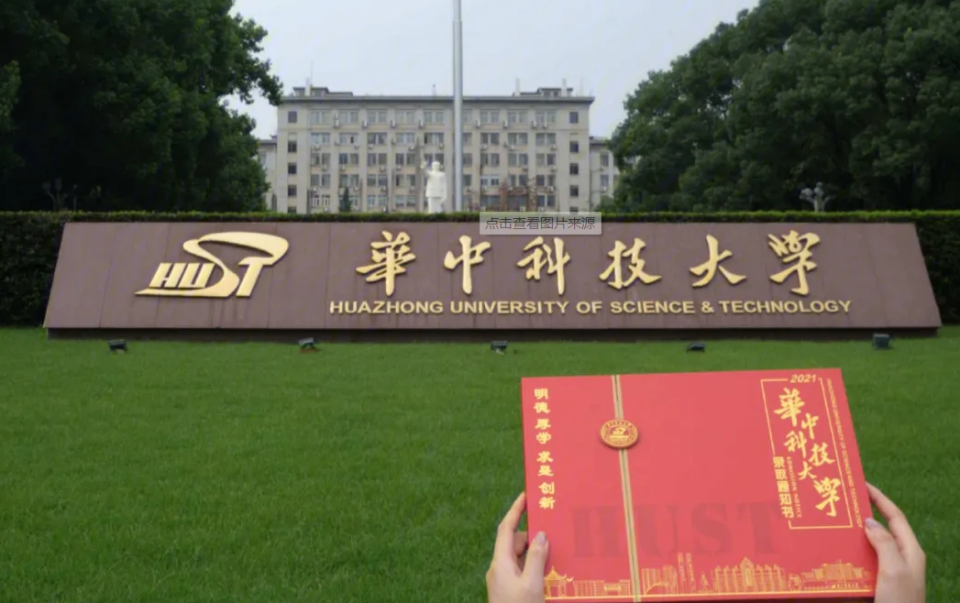 点击查看图片来源
HUST
華中科技大学
HUAZHONG UNIVERSITY OF SCIENCE & TECHNOLOGY
明德 厚学 求是 创新
2021
華中科技大学
录取通知书
HUST